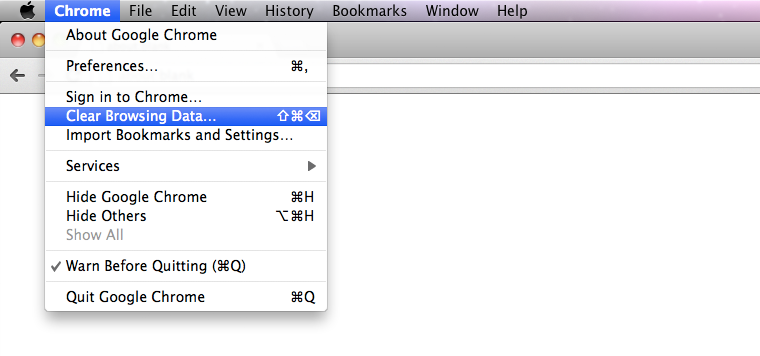 Chrome File Edit View History Bookmarks Window Help
About Google Chrome
Preferences... ⌘,
Sign in to Chrome...
Clear Browsing Data... ⇧⌘⌫
Import Bookmarks and Settings...
Services ▶
Hide Google Chrome ⌘H
Hide Others ⌥⌘H
Show All
✓ Warn Before Quitting (⌘Q)
Quit Google Chrome ⌘Q